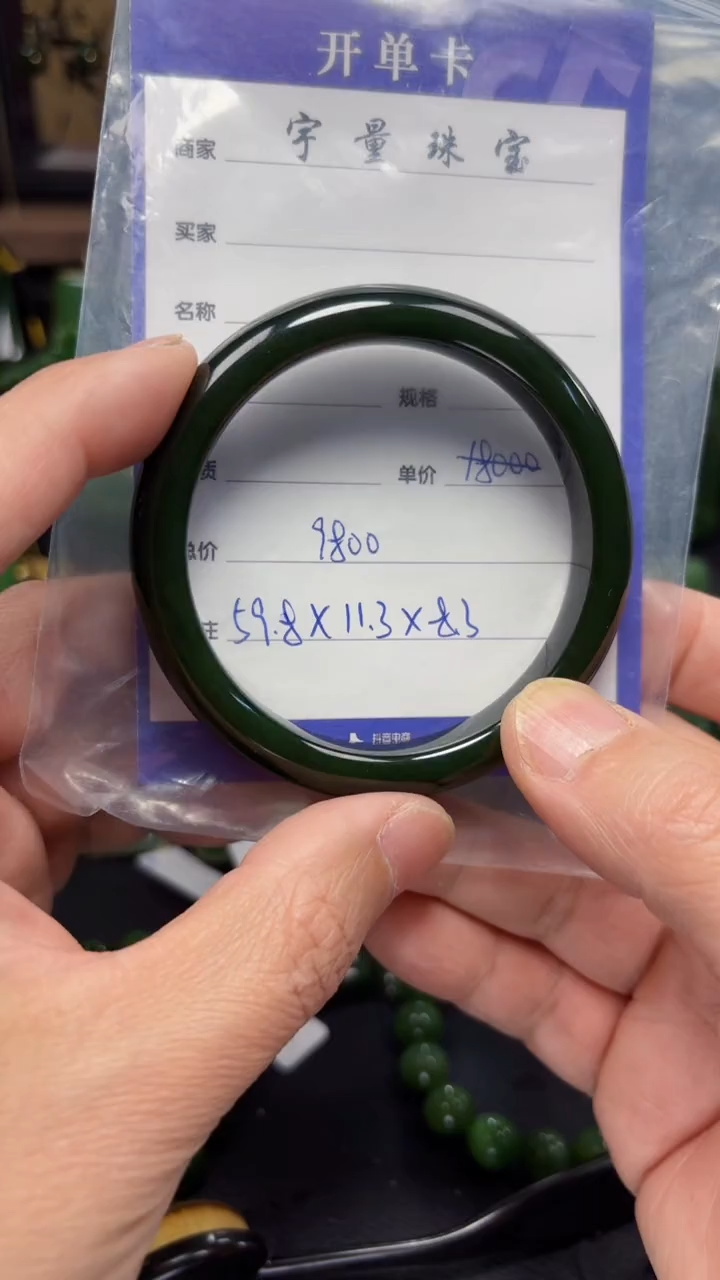 开单卡
商家 宇量珠宝
买家
名称
规格
质 单价 18000
总价 9800
注 59.8X11.3X8.3
抖音电商